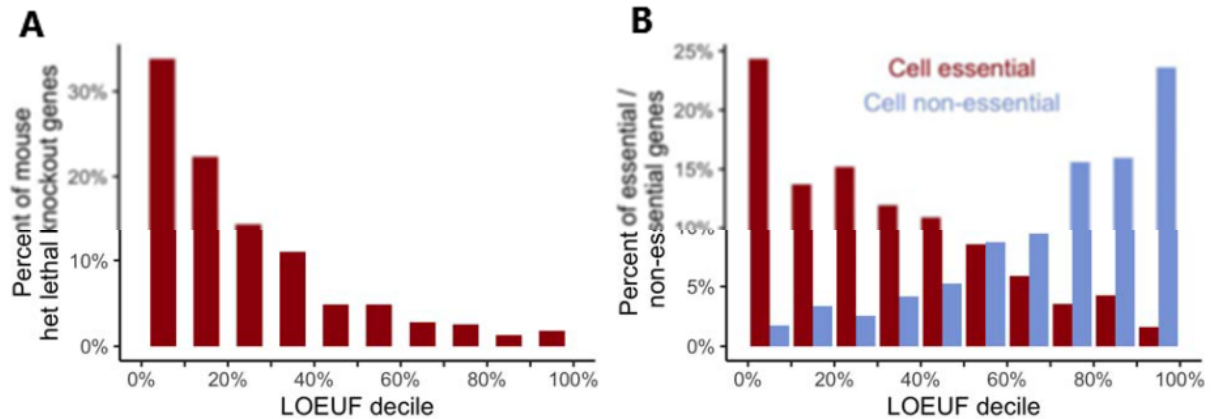 A
Percent of mouse
het lethal knockout genes
30%
20%
10%
0%
0%
20%
40%
60%
80%
100%
LOEUF decile
B
Percent of essential /
non-essential genes
25%
20%
15%
10%
5%
0%
Cell essential
Cell non-essential
0%
20%
40%
60%
80%
100%
LOEUF decile